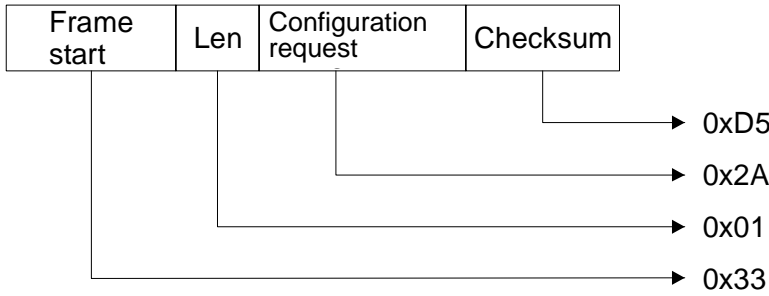 Frame
start
Len
Configuration
request
Checksum
0xD5
0x2A
0x01
0x33